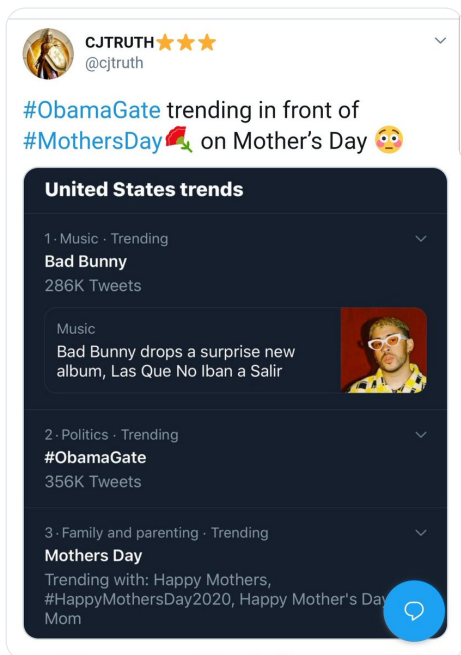 CJTRUTH⭐⭐⭐
@cjtruth
#ObamaGate trending in front of
#MothersDay on Mother’s Day 😳
United States trends
1 · Music · Trending
Bad Bunny
286K Tweets
Music
Bad Bunny drops a surprise new
album, Las Que No Iban a Salir
2 · Politics · Trending
#ObamaGate
356K Tweets
3 · Family and parenting · Trending
Mothers Day
Trending with: Happy Mothers,
#HappyMothersDay2020, Happy Mother's Day
Mom